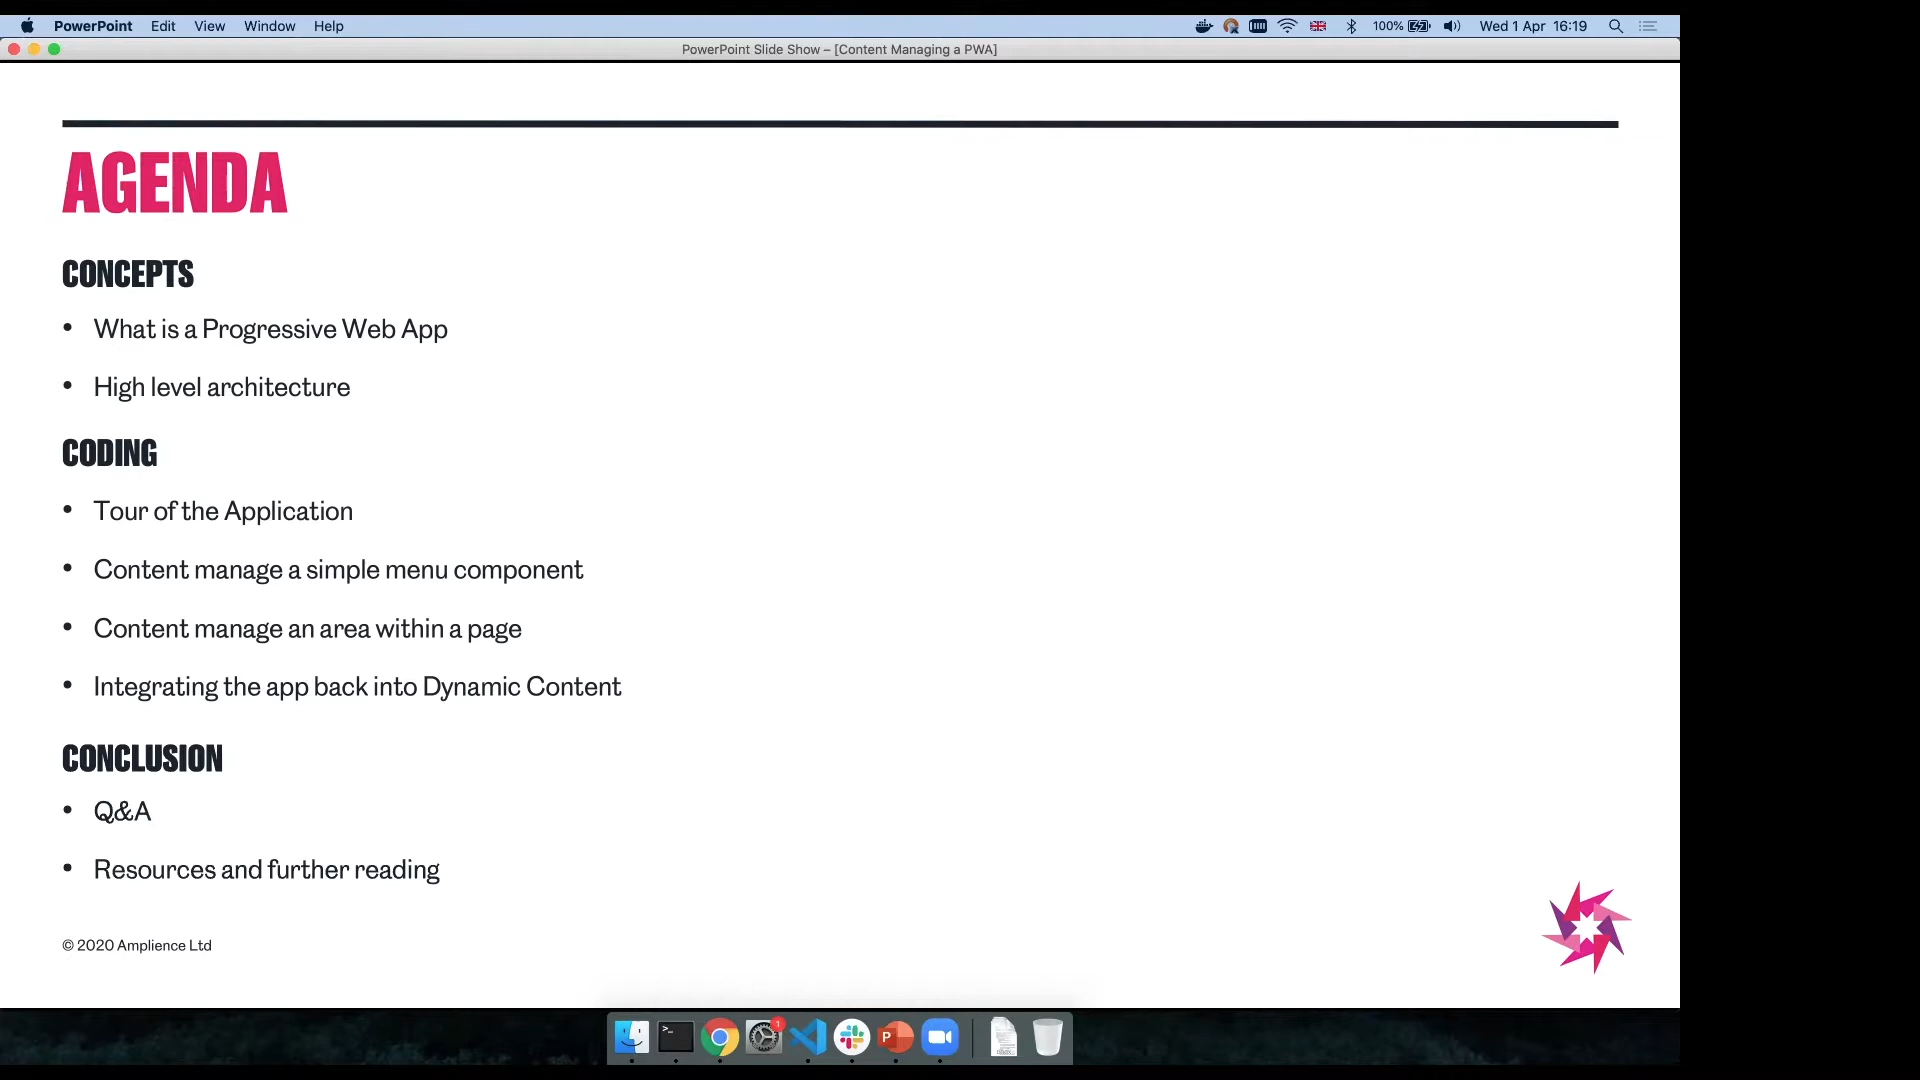 PowerPoint Edit View Window Help 100% Wed 1 Apr 16:19
PowerPoint Slide Show – [Content Managing a PWA]
AGENDA
CONCEPTS
• What is a Progressive Web App
• High level architecture
CODING
• Tour of the Application
• Content manage a simple menu component
• Content manage an area within a page
• Integrating the app back into Dynamic Content
CONCLUSION
• Q&A
• Resources and further reading
© 2020 Amplience Ltd
>_ 1 P